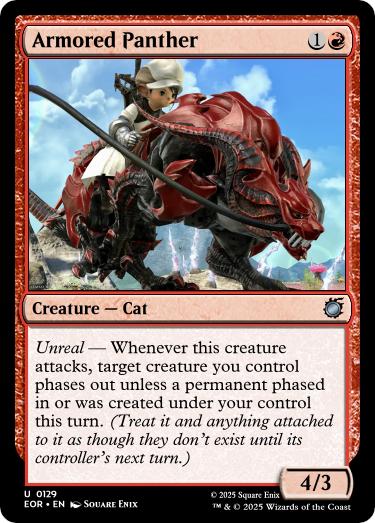 Armored Panther 1
Creature — Cat
Unreal — Whenever this creature
attacks, target creature you control
phases out unless a permanent phased
in or was created under your control
this turn. (Treat it and anything attached
to it as though they don't exist until its
controller's next turn.)
4/3
U 0129
EOR • EN SQUARE ENIX
© 2025 Square Enix
™ & © 2025 Wizards of the Coast